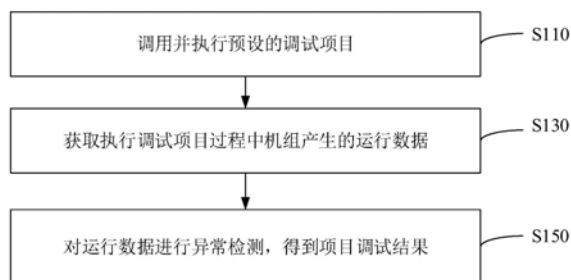 调用并执行预设的调试项目
S110
获取执行调试项目过程中机组产生的运行数据
S130
对运行数据进行异常检测，得到项目调试结果
S150